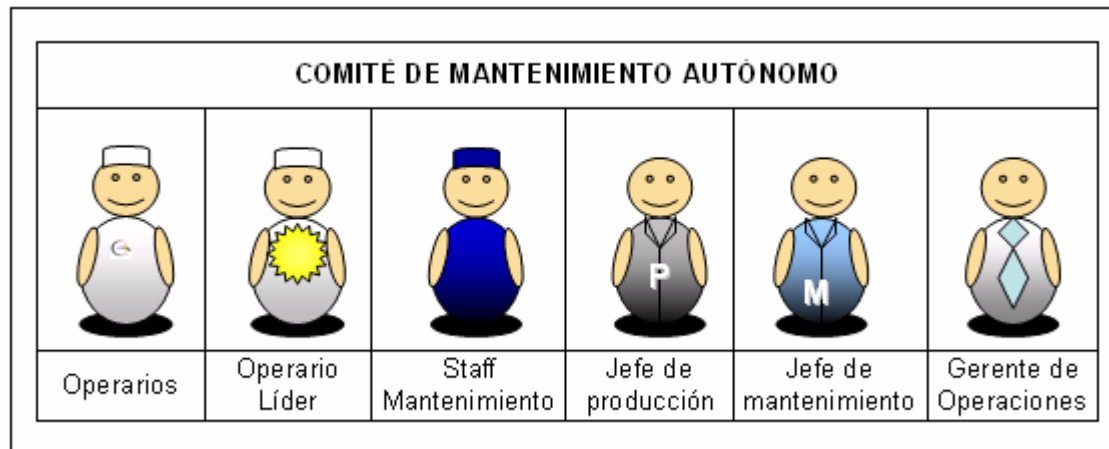 COMITÉ DE MANTENIMIENTO AUTÓNOMO
P
M
Operarios
Operario
Líder
Staff
Mantenimiento
Jefe de
producción
Jefe de
mantenimiento
Gerente de
Operaciones